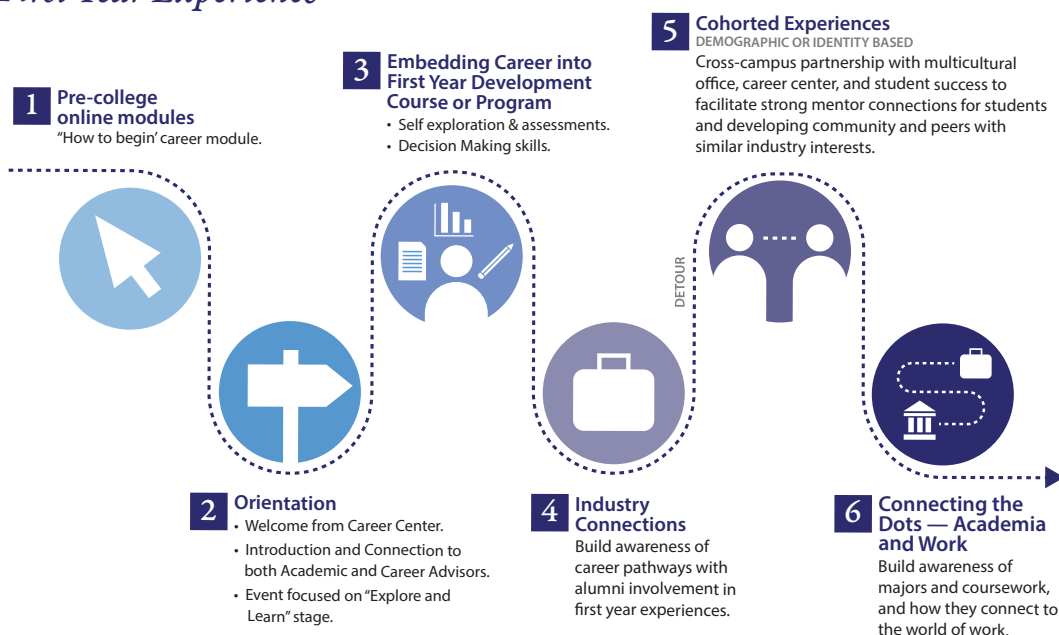 First Year Experience
1
Pre-college
online modules
“How to begin’ career module.
2
Orientation
• Welcome from Career Center.
• Introduction and Connection to
both Academic and Career Advisors.
• Event focused on “Explore and
Learn” stage.
3
Embedding Career into
First Year Development
Course or Program
• Self exploration & assessments.
• Decision Making skills.
4
Industry
Connections
Build awareness of
career pathways with
alumni involvement in
first year experiences.
DETOUR
5
Cohorted Experiences
DEMOGRAPHIC OR IDENTITY BASED
Cross-campus partnership with multicultural
office, career center, and student success to
facilitate strong mentor connections for students
and developing community and peers with
similar industry interests.
6
Connecting the
Dots — Academia
and Work
Build awareness of
majors and coursework,
and how they connect to
the world of work.